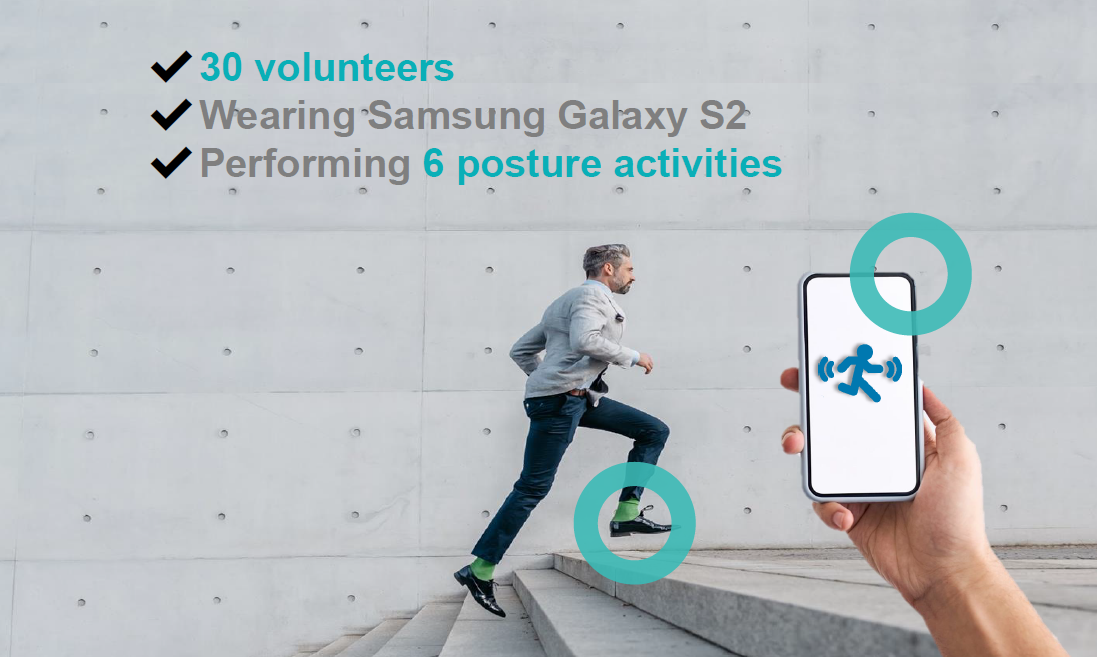 30 volunteers
Wearing Samsung Galaxy S2
Performing 6 posture activities